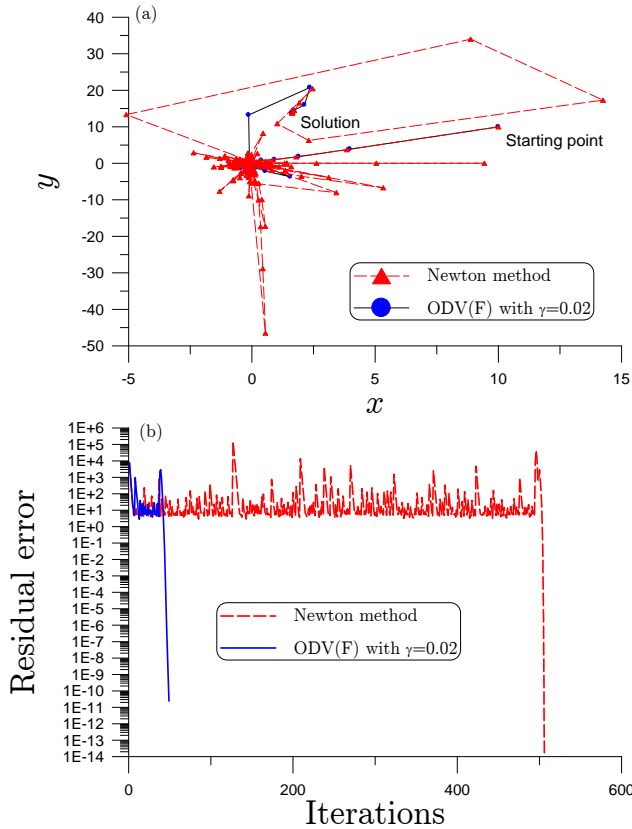 (a)
40
30
20
10
0
-10
-20
-30
-40
-50
y
Solution
Starting point
Newton method
ODV(F) with γ=0.02
-5 0 5 10 15
x
(b)
1E+6
1E+5
1E+4
1E+3
1E+2
1E+1
1E+0
1E-1
1E-2
1E-3
1E-4
1E-5
1E-6
1E-7
1E-8
1E-9
1E-10
1E-11
1E-12
1E-13
1E-14
Residual error
Newton method
ODV(F) with γ=0.02
0 200 400 600
Iterations